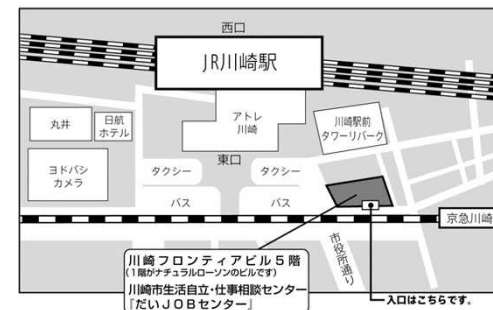 西口
JR川崎駅
丸井
日航
ホテル
アトレ
川崎
川崎駅前
タワーリパーク
東口
ヨドバシ
カメラ
タクシー
タクシー
バス
バス
京急川崎
市役所通り
川崎フロンティアビル5階
(1階がナチュラルローソンのビルです)
川崎市生活自立・仕事相談センター
『だいJOBセンター』
入口はこちらです。